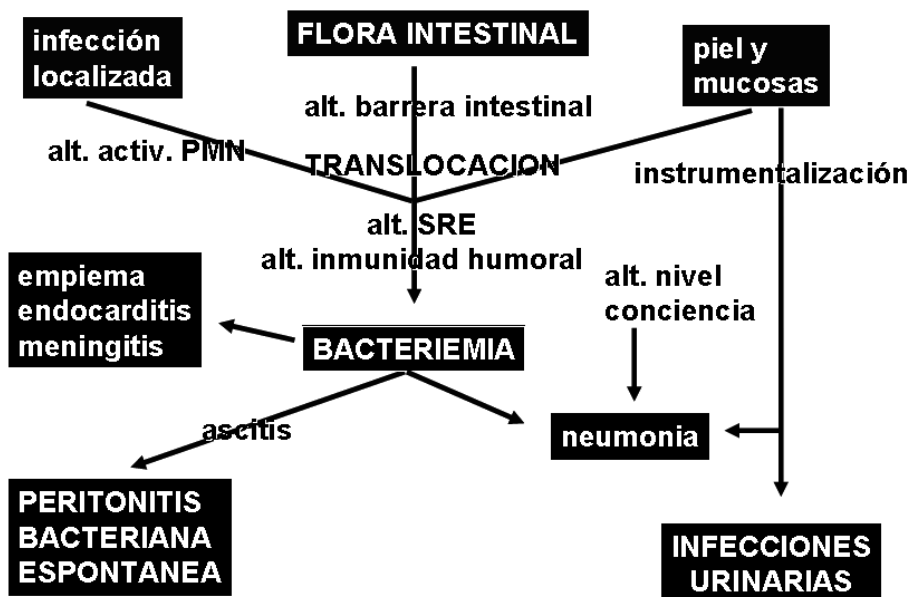 infección
localizada
FLORA INTESTINAL
piel y
mucosas
alt. barrera intestinal
alt. activ. PMN
TRANSLOCACION
instrumentalización
alt. SRE
alt. inmunidad humoral
empiema
endocarditis
meningitis
alt. nivel
conciencia
BACTERIEMIA
ascitis
neumonia
PERITONITIS
BACTERIANA
ESPONTANEA
INFECCIONES
URINARIAS